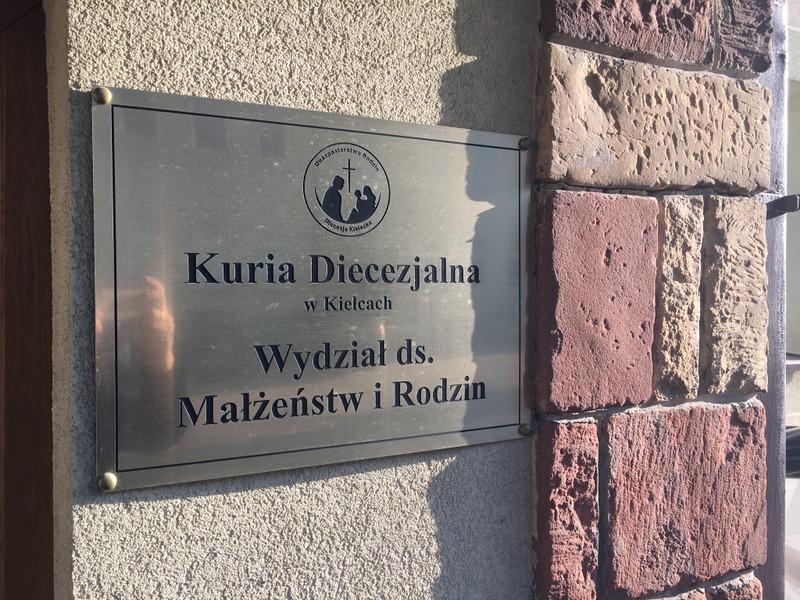 Duszpasterstwo Rodzin
Diecezja Kielecka
Kuria Diecezjalna
w Kielcach
Wydział ds.
Małżeństw i Rodzin